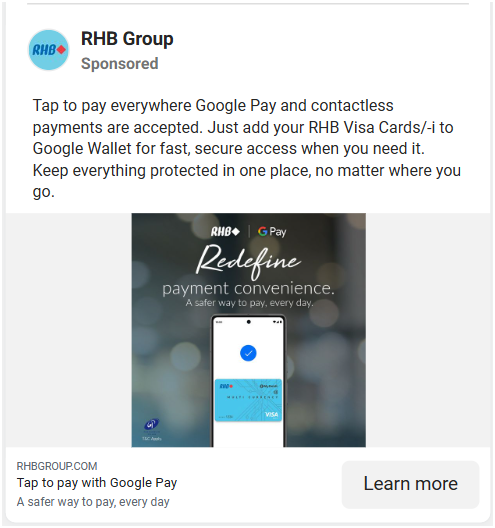 RHB
RHB Group
Sponsored
Tap to pay everywhere Google Pay and contactless
payments are accepted. Just add your RHB Visa Cards/-i to
Google Wallet for fast, secure access when you need it.
Keep everything protected in one place, no matter where you
go.
RHB | G Pay
Redefine
payment convenience.
A safer way to pay, every day.
RHB
VISA
T&C Apply.
RHBGROUP.COM
Tap to pay with Google Pay
A safer way to pay, every day
Learn more